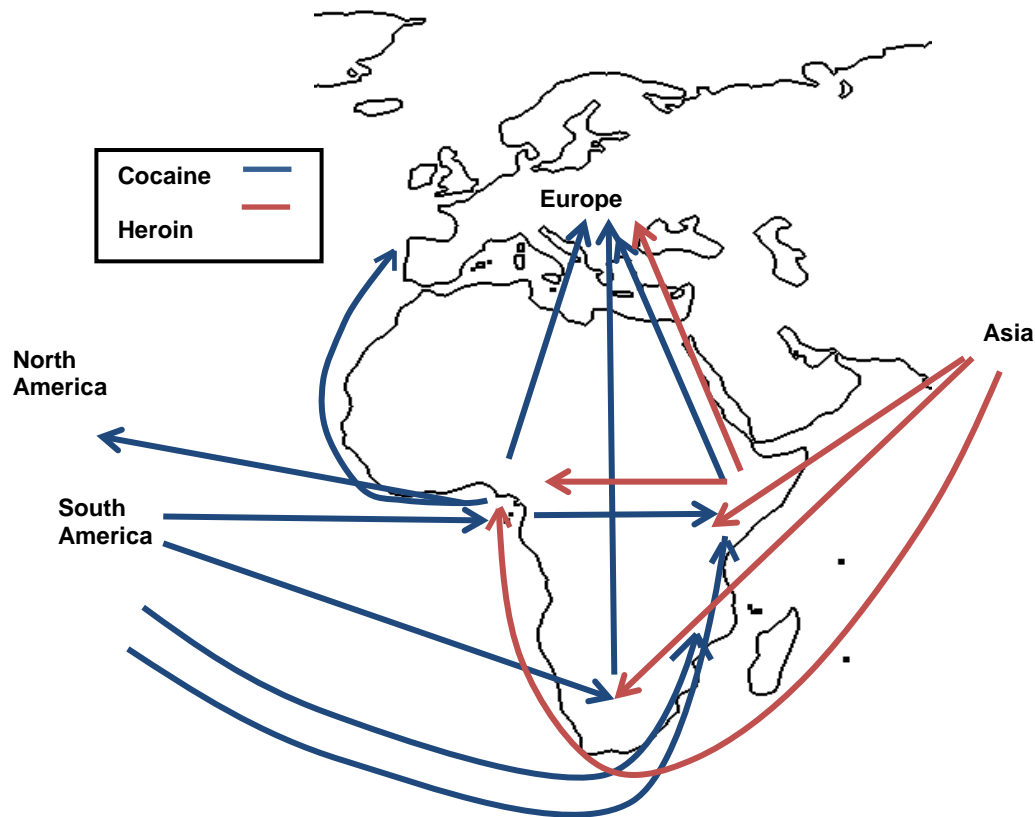 Cocaine
Heroin
Europe
Asia
North
America
South
America